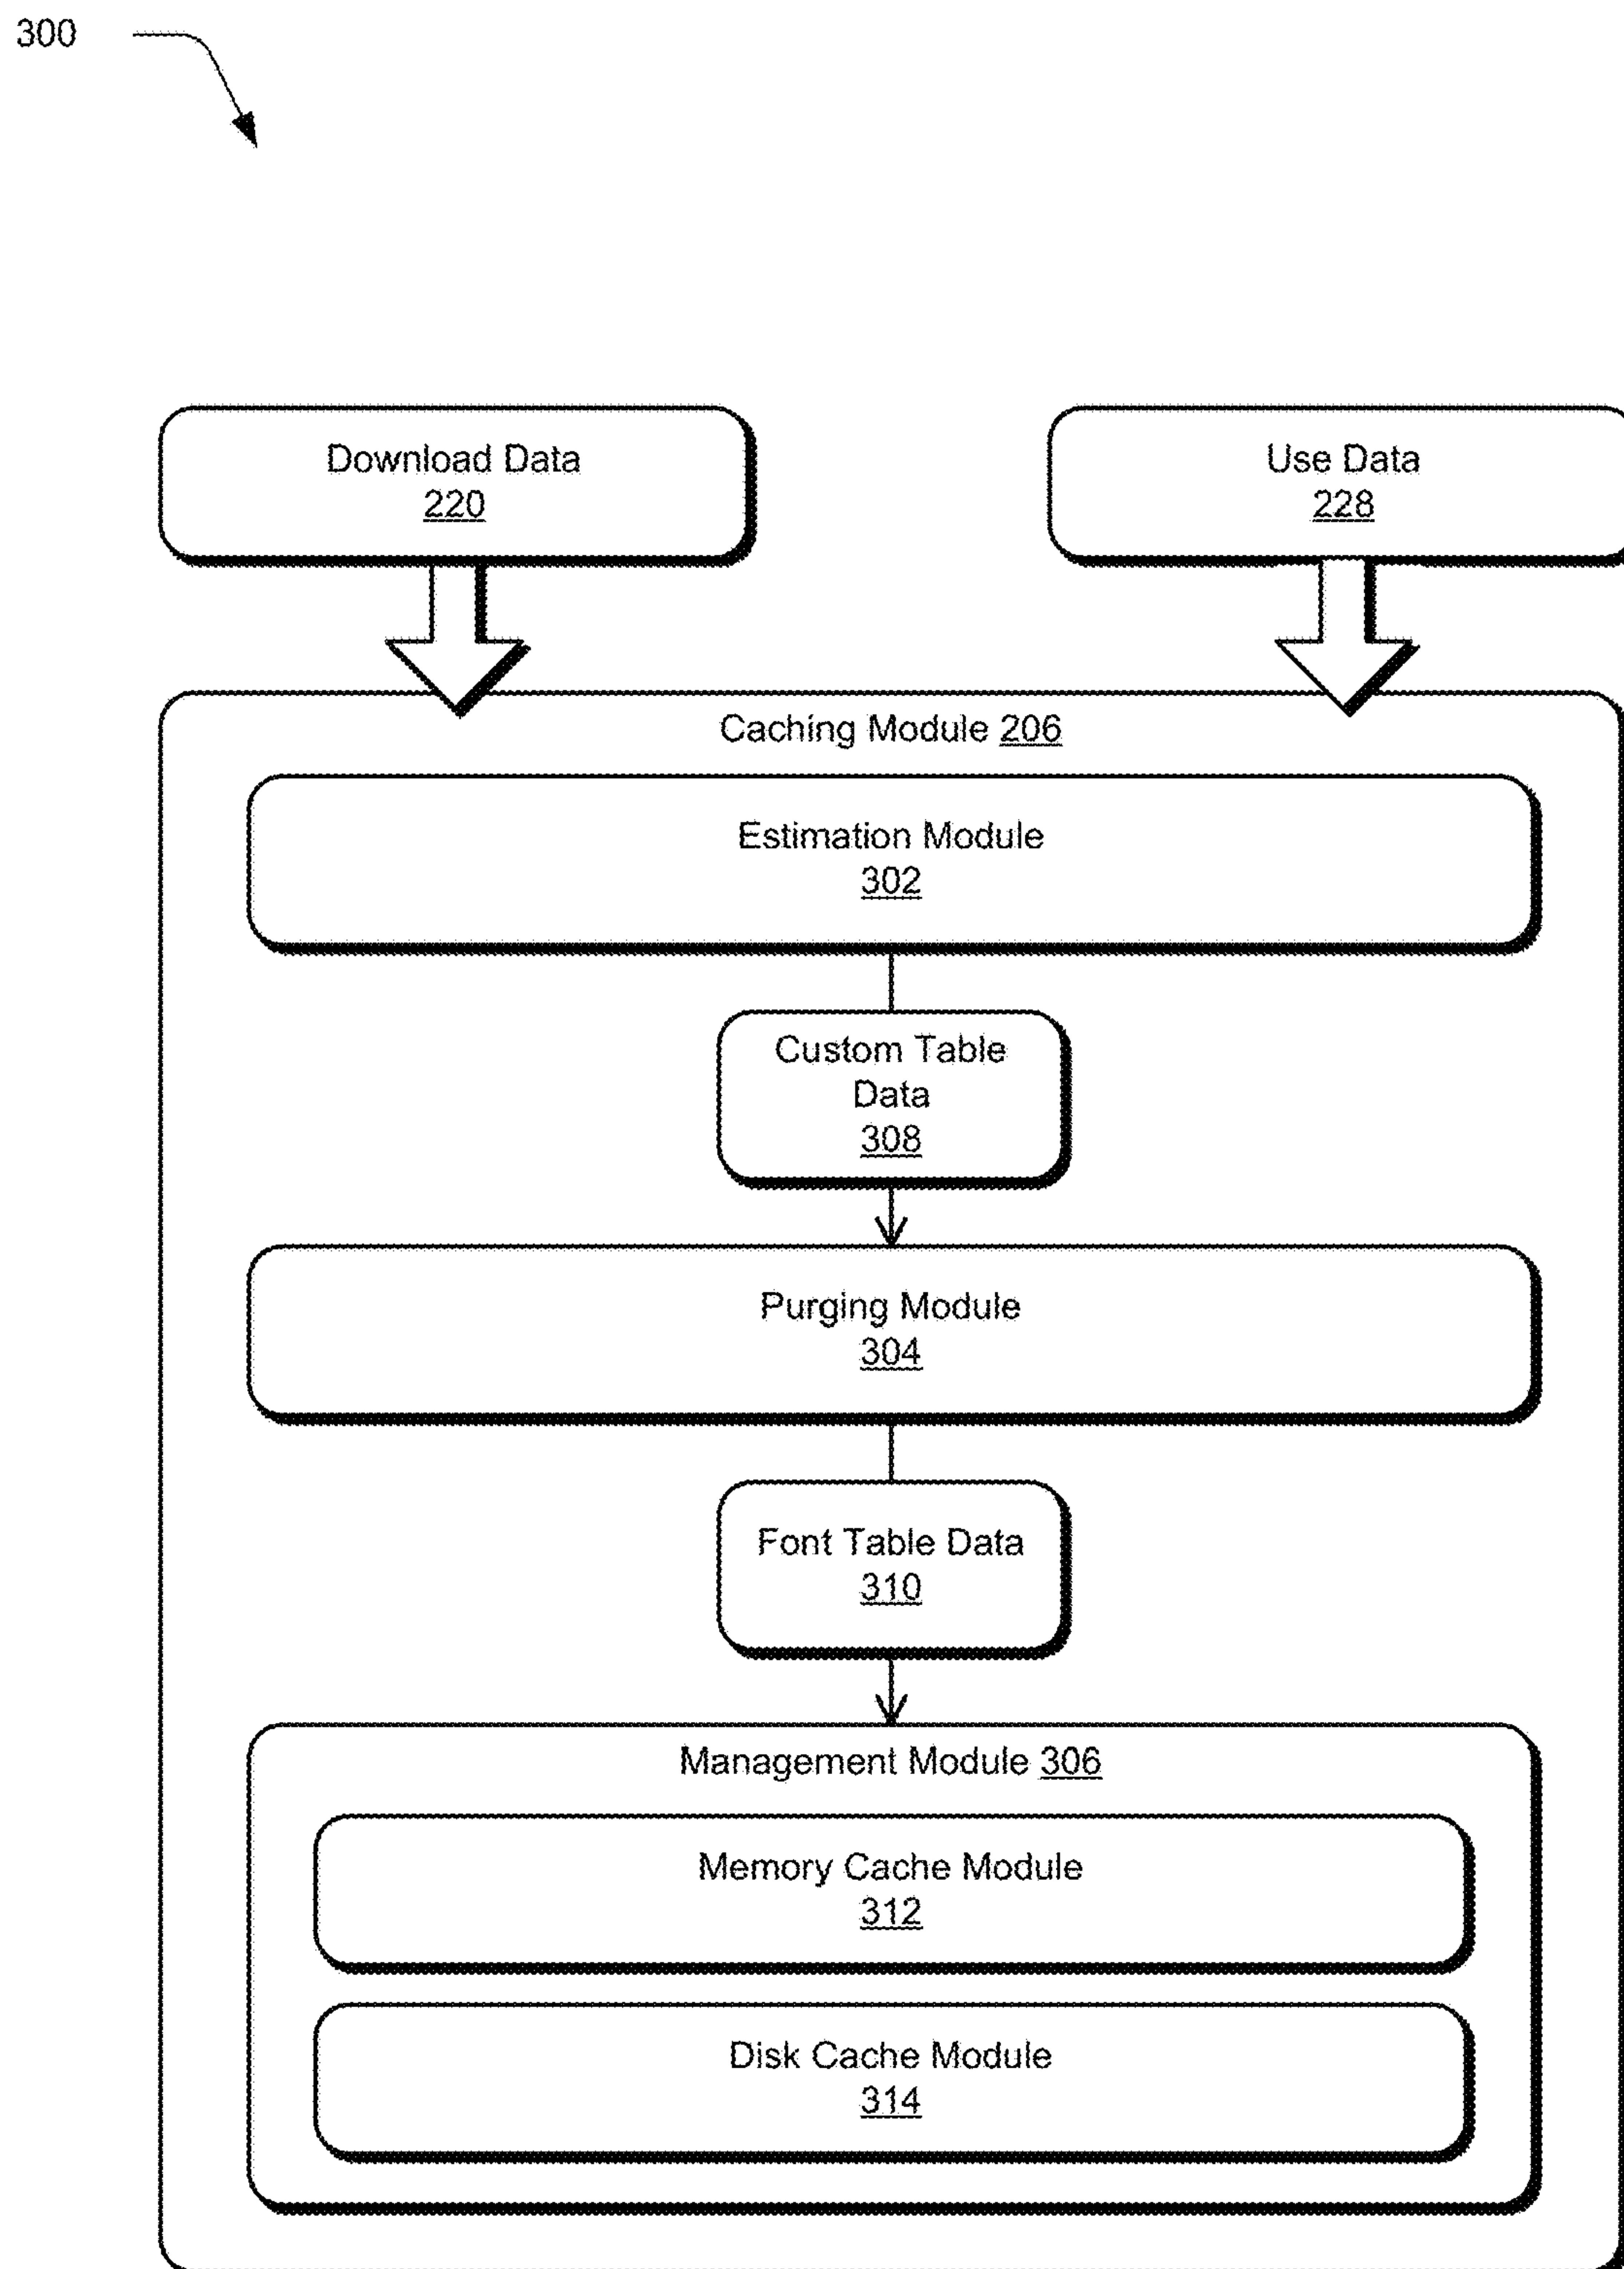 300
Download Data
220
Use Data
228
Caching Module 206
Estimation Module
302
Custom Table
Data
308
Purging Module
304
Font Table Data
310
Management Module 306
Memory Cache Module
312
Disk Cache Module
314